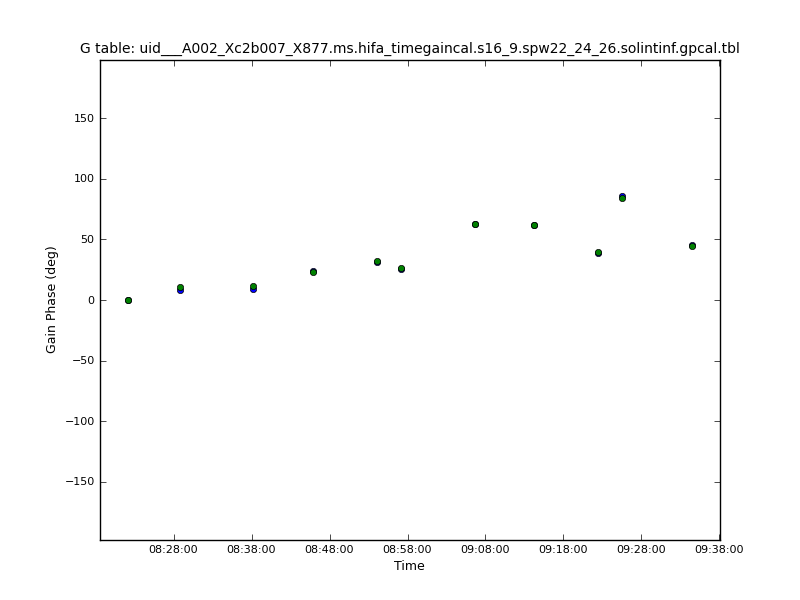 G table: uid___A002_Xc2b007_X877.ms.hifa_timegaincal.s16_9.spw22_24_26.solintinf.gpcal.tbl
150
100
50
0
−50
−100
−150
Gain Phase (deg)
08:28:00 08:38:00 08:48:00 08:58:00 09:08:00 09:18:00 09:28:00 09:38:00
Time